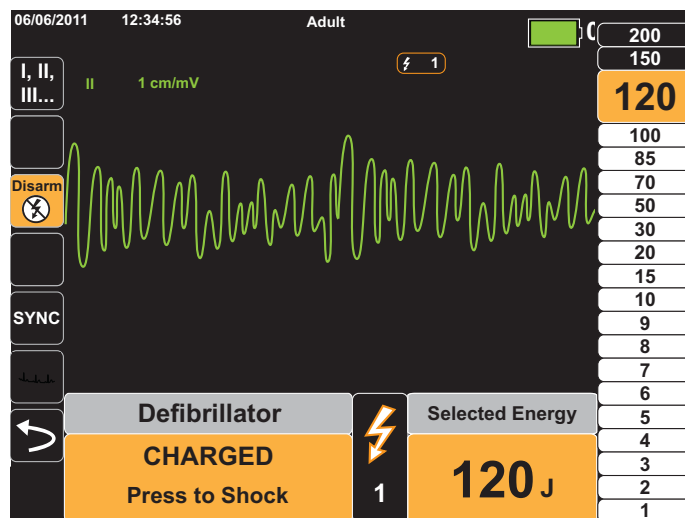 06/06/2011 12:34:56 Adult
I, II,
III...
II 1 cm/mV
1
Disarm
SYNC
Defibrillator
CHARGED
Press to Shock
1
Selected Energy
120 J
200
150
120
100
85
70
50
30
20
15
10
9
8
7
6
5
4
3
2
1